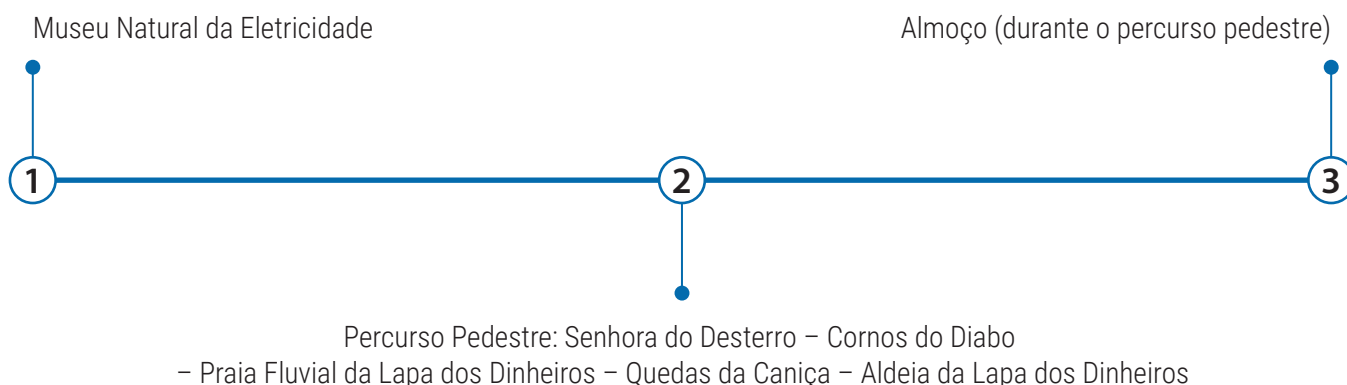 Museu Natural da Eletricidade
Almoço (durante o percurso pedestre)
1
2
3
Percurso Pedestre: Senhora do Desterro – Cornos do Diabo
– Praia Fluvial da Lapa dos Dinheiros – Quedas da Caniça – Aldeia da Lapa dos Dinheiros